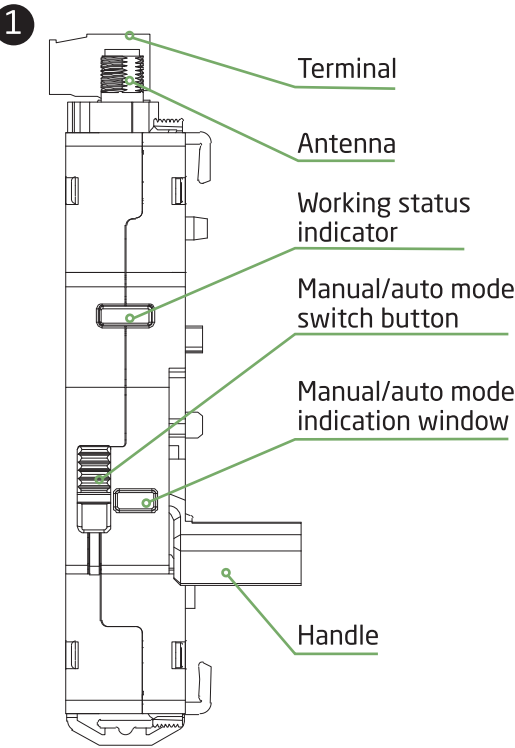 1
Terminal
Antenna
Working status
indicator
Manual/auto mode
switch button
Manual/auto mode
indication window
Handle